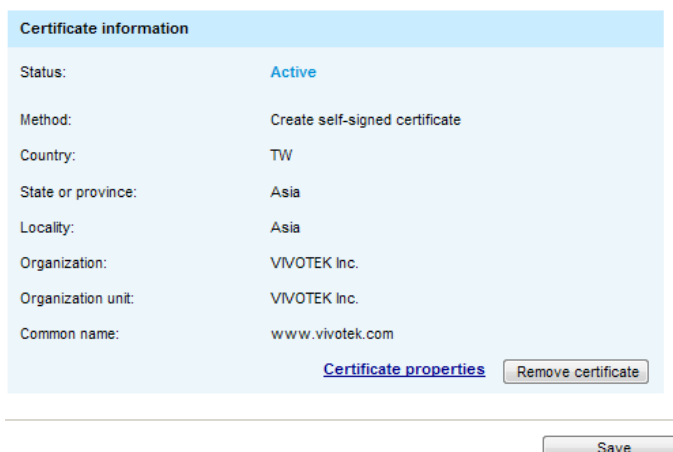 Certificate information
Status: Active
Method: Create self-signed certificate
Country: TW
State or province: Asia
Locality: Asia
Organization: VIVOTEK Inc.
Organization unit: VIVOTEK Inc.
Common name: www.vivotek.com
Certificate properties Remove certificate
Save